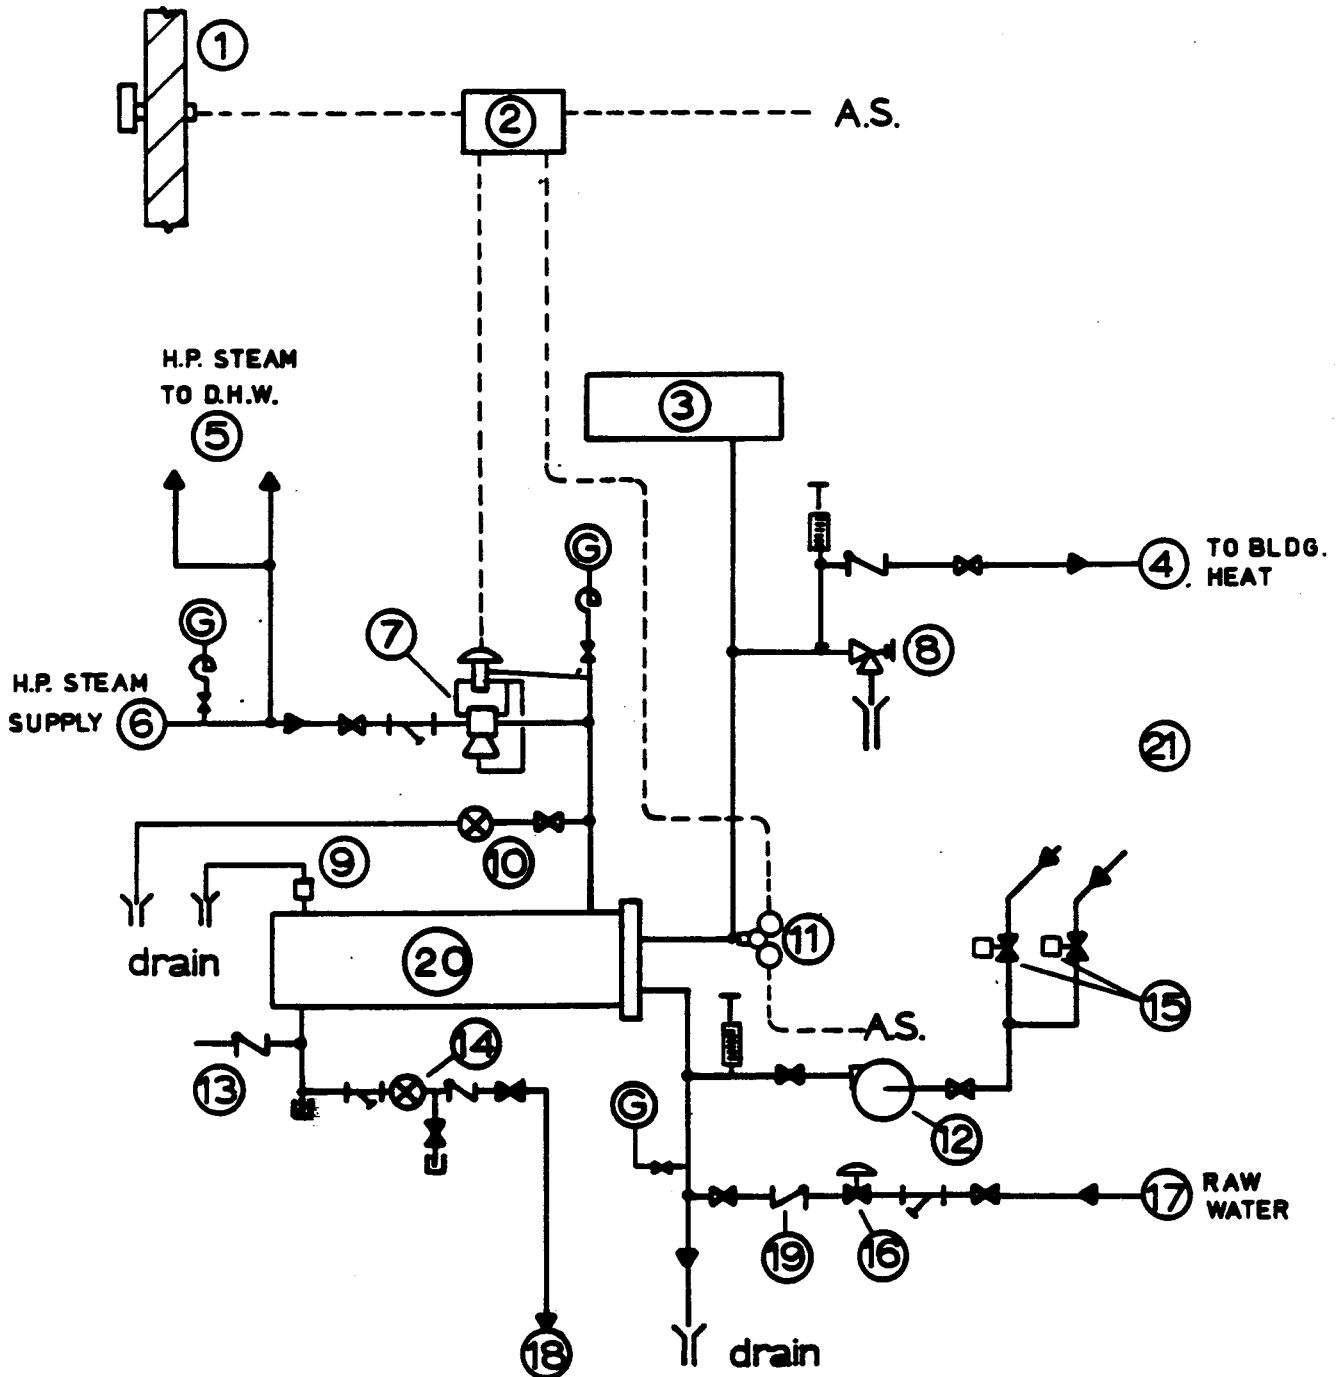 1
2
A.S.
H.P. STEAM
TO D.H.W.
5
3
G
4
TO BLDG.
HEAT
G
7
8
H.P. STEAM
SUPPLY
6
21
9
10
drain
20
11
15
A.S.
14
13
G
12
17
RAW
WATER
19
16
18
drain